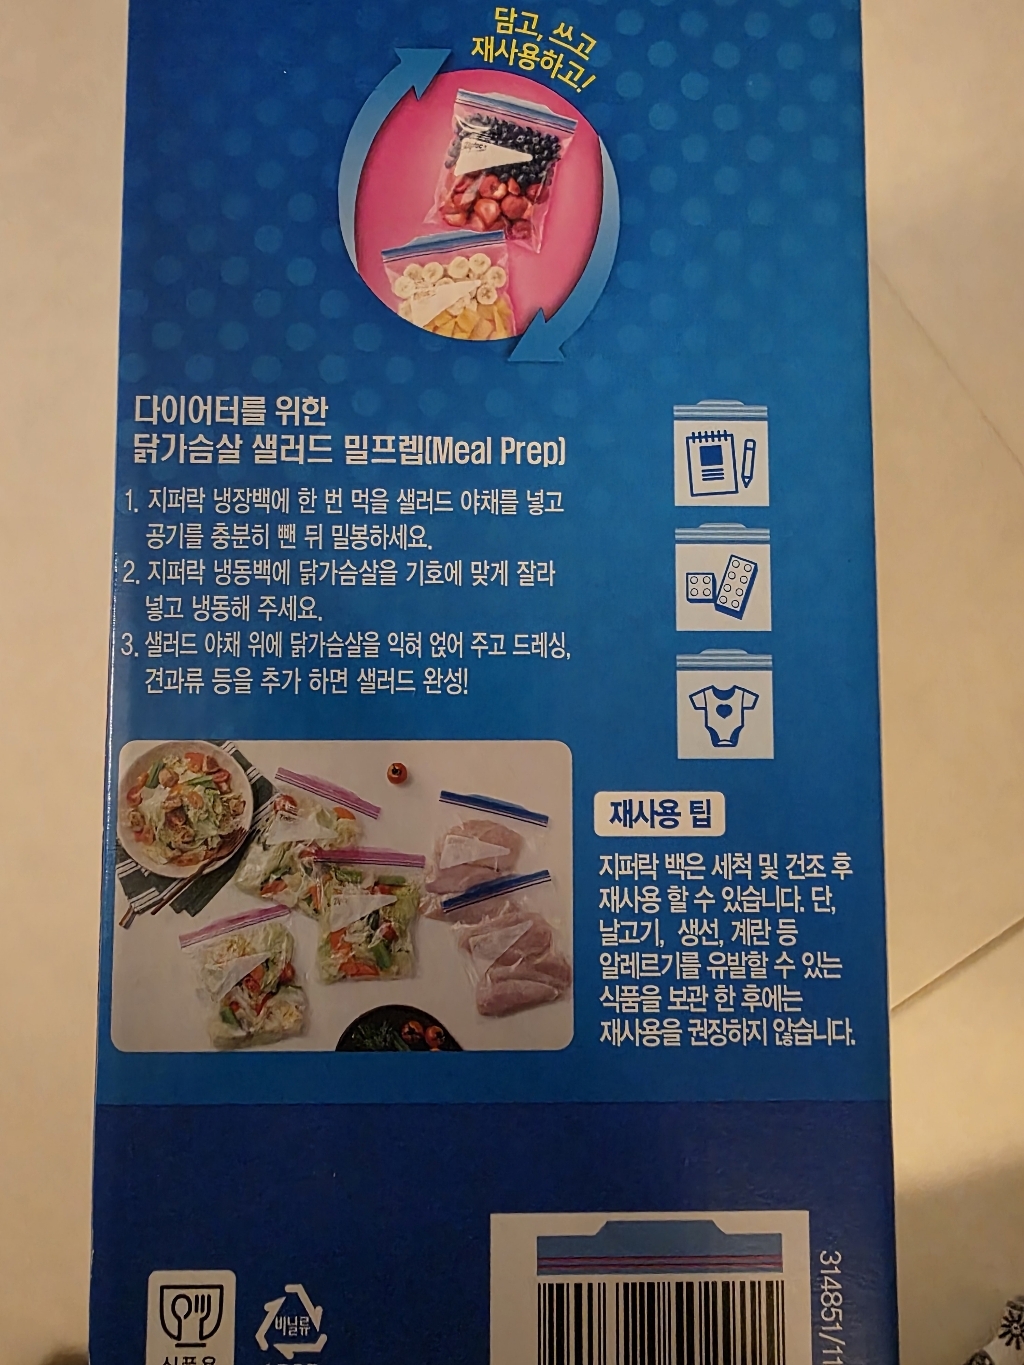 담고, 쓰고
재사용하고!
다이어터를 위한
닭가슴살 샐러드 밀프렙(Meal Prep)
1. 지퍼락 냉장백에 한 번 먹을 샐러드 야채를 넣고
공기를 충분히 뺀 뒤 밀봉하세요.
2. 지퍼락 냉동백에 닭가슴살을 기호에 맞게 잘라
넣고 냉동해 주세요.
3. 샐러드 야채 위에 닭가슴살을 익혀 얹어 주고 드레싱,
견과류 등을 추가 하면 샐러드 완성!
재사용 팁
지퍼락 백은 세척 및 건조 후
재사용 할 수 있습니다. 단,
날고기, 생선, 계란 등
알레르기를 유발할 수 있는
식품을 보관 한 후에는
재사용을 권장하지 않습니다.
비닐류
식품용
314851/11